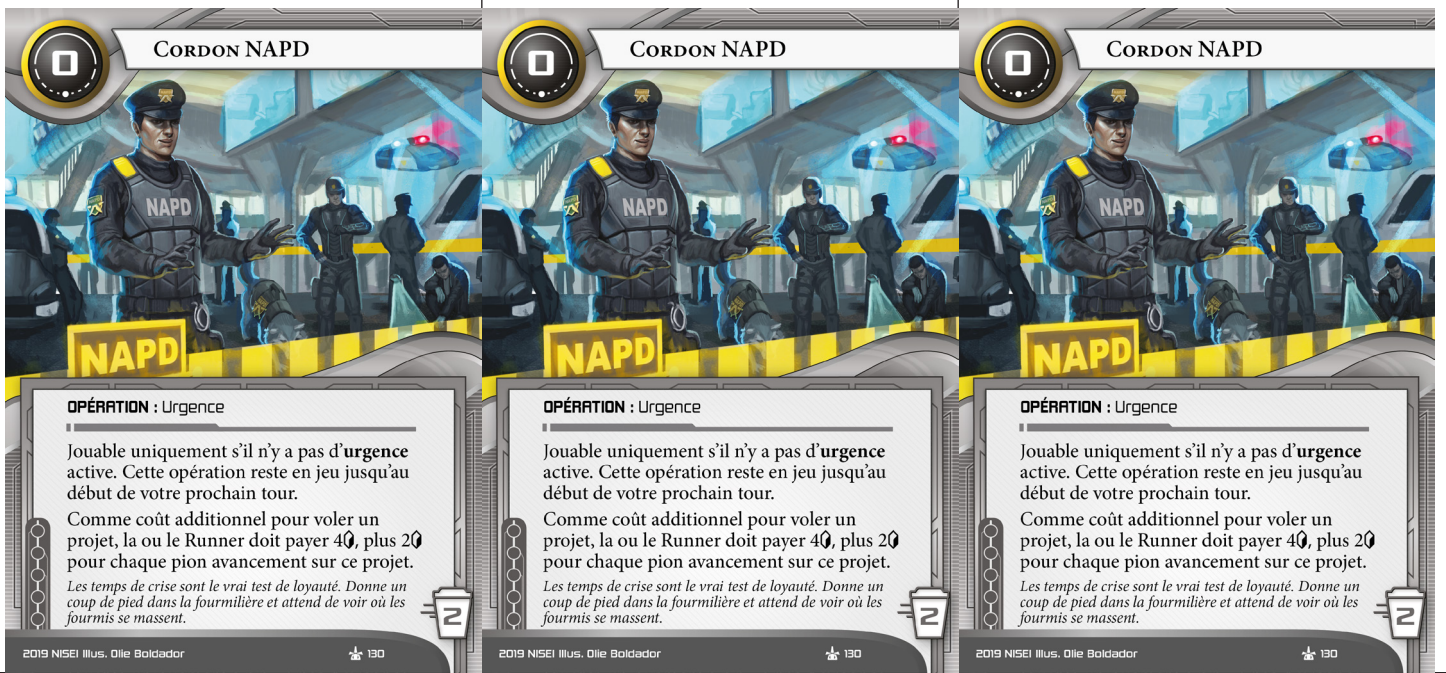 0
Cordon NAPD
NAPD
NAPD
OPÉRATION : Urgence
Jouable uniquement s'il n'y a pas d'urgence
active. Cette opération reste en jeu jusqu'au
début de votre prochain tour.
Comme coût additionnel pour voler un
projet, la ou le Runner doit payer 4, plus 2
pour chaque pion avancement sur ce projet.
Les temps de crise sont le vrai test de loyauté. Donne un
coup de pied dans la fourmilière et attend de voir où les
fourmis se massent.
2
2019 NISEI Illus. Olie Boldador
130
0
Cordon NAPD
NAPD
NAPD
OPÉRATION : Urgence
Jouable uniquement s'il n'y a pas d'urgence
active. Cette opération reste en jeu jusqu'au
début de votre prochain tour.
Comme coût additionnel pour voler un
projet, la ou le Runner doit payer 4, plus 2
pour chaque pion avancement sur ce projet.
Les temps de crise sont le vrai test de loyauté. Donne un
coup de pied dans la fourmilière et attend de voir où les
fourmis se massent.
2
2019 NISEI Illus. Olie Boldador
130
0
Cordon NAPD
NAPD
NAPD
OPÉRATION : Urgence
Jouable uniquement s'il n'y a pas d'urgence
active. Cette opération reste en jeu jusqu'au
début de votre prochain tour.
Comme coût additionnel pour voler un
projet, la ou le Runner doit payer 4, plus 2
pour chaque pion avancement sur ce projet.
Les temps de crise sont le vrai test de loyauté. Donne un
coup de pied dans la fourmilière et attend de voir où les
fourmis se massent.
2
2019 NISEI Illus. Olie Boldador
130